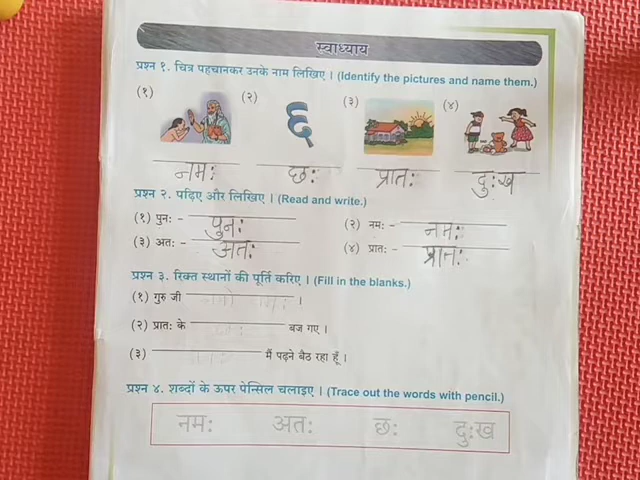 स्वाध्याय
प्रश्न १. चित्र पहचानकर उनके नाम लिखिए । (Identify the pictures and name them.)
(१) (२) ६ (३) (४)
नमः छः प्रातः दुःख
प्रश्न २. पढ़िए और लिखिए । (Read and write.)
(१) पुनः - पुनः (२) नमः - नमः
(३) अतः - अतः (४) प्रातः - प्रातः
प्रश्न ३. रिक्त स्थानों की पूर्ति करिए । (Fill in the blanks.)
(१) गुरु जी ।
(२) प्रातः के बज गए ।
(३) मैं पढ़ने बैठ रहा हूँ ।
प्रश्न ४. शब्दों के ऊपर पेन्सिल चलाइए । (Trace out the words with pencil.)
नमः अतः छः दुःख